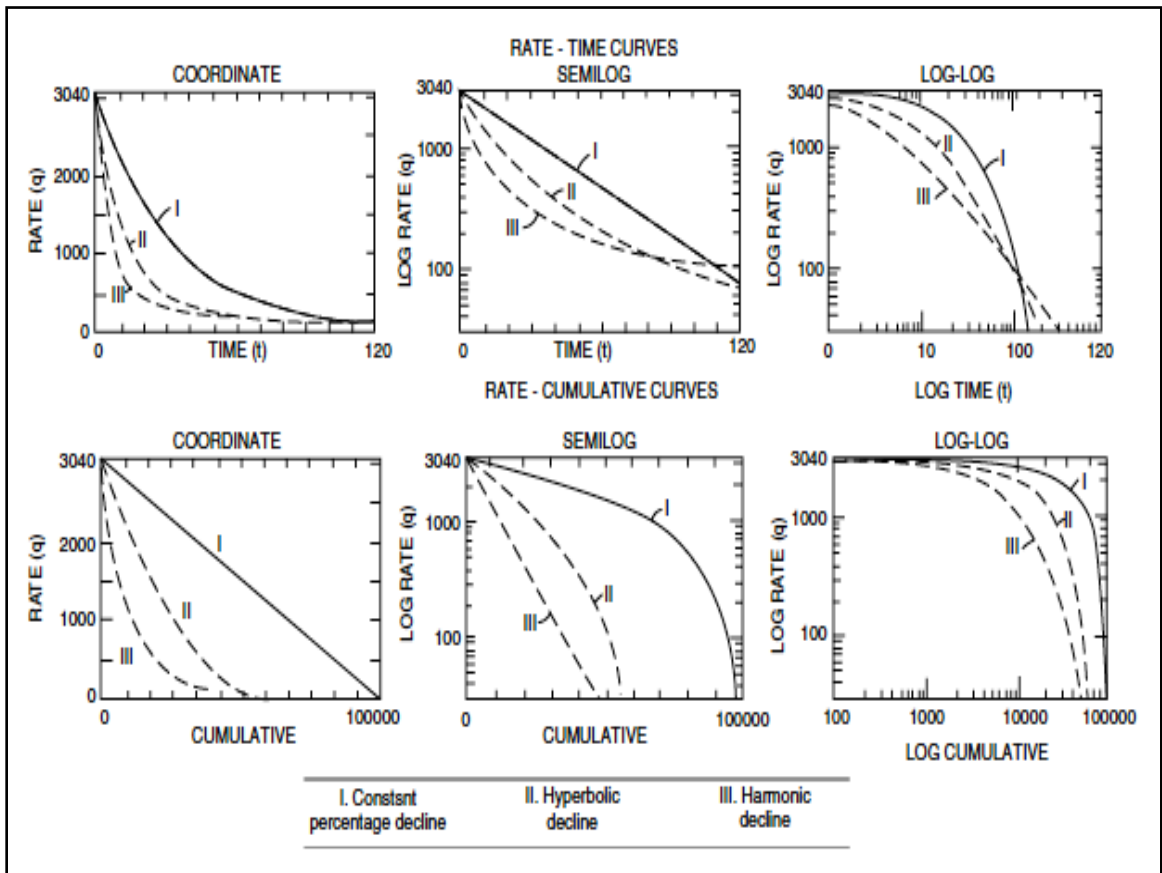 RATE - TIME CURVES
COORDINATE
SEMILOG
LOG-LOG
3040
2000
1000
0
RATE (q)
I
II
III
0
TIME (t)
120
3040
1000
100
LOG RATE (q)
I
II
III
0
TIME (t)
120
3040
1000
100
LOG RATE (q)
I
II
III
0
10
100
120
LOG TIME (t)
RATE - CUMULATIVE CURVES
COORDINATE
SEMILOG
LOG-LOG
3040
2000
1000
0
RATE (q)
I
II
III
0
100000
CUMULATIVE
3040
1000
100
LOG RATE (q)
I
II
III
0
100000
CUMULATIVE
3040
1000
100
LOG RATE (q)
I
II
III
100
1000
10000
100000
LOG CUMULATIVE
I. Constsnt
percentage decline
II. Hyperbolic
decline
III. Harmonic
decline